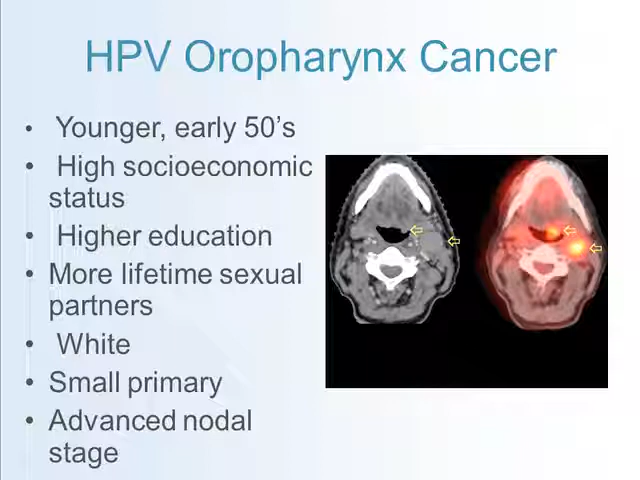 HPV Oropharynx Cancer
• Younger, early 50's
• High socioeconomic
status
• Higher education
• More lifetime sexual
partners
• White
• Small primary
• Advanced nodal
stage